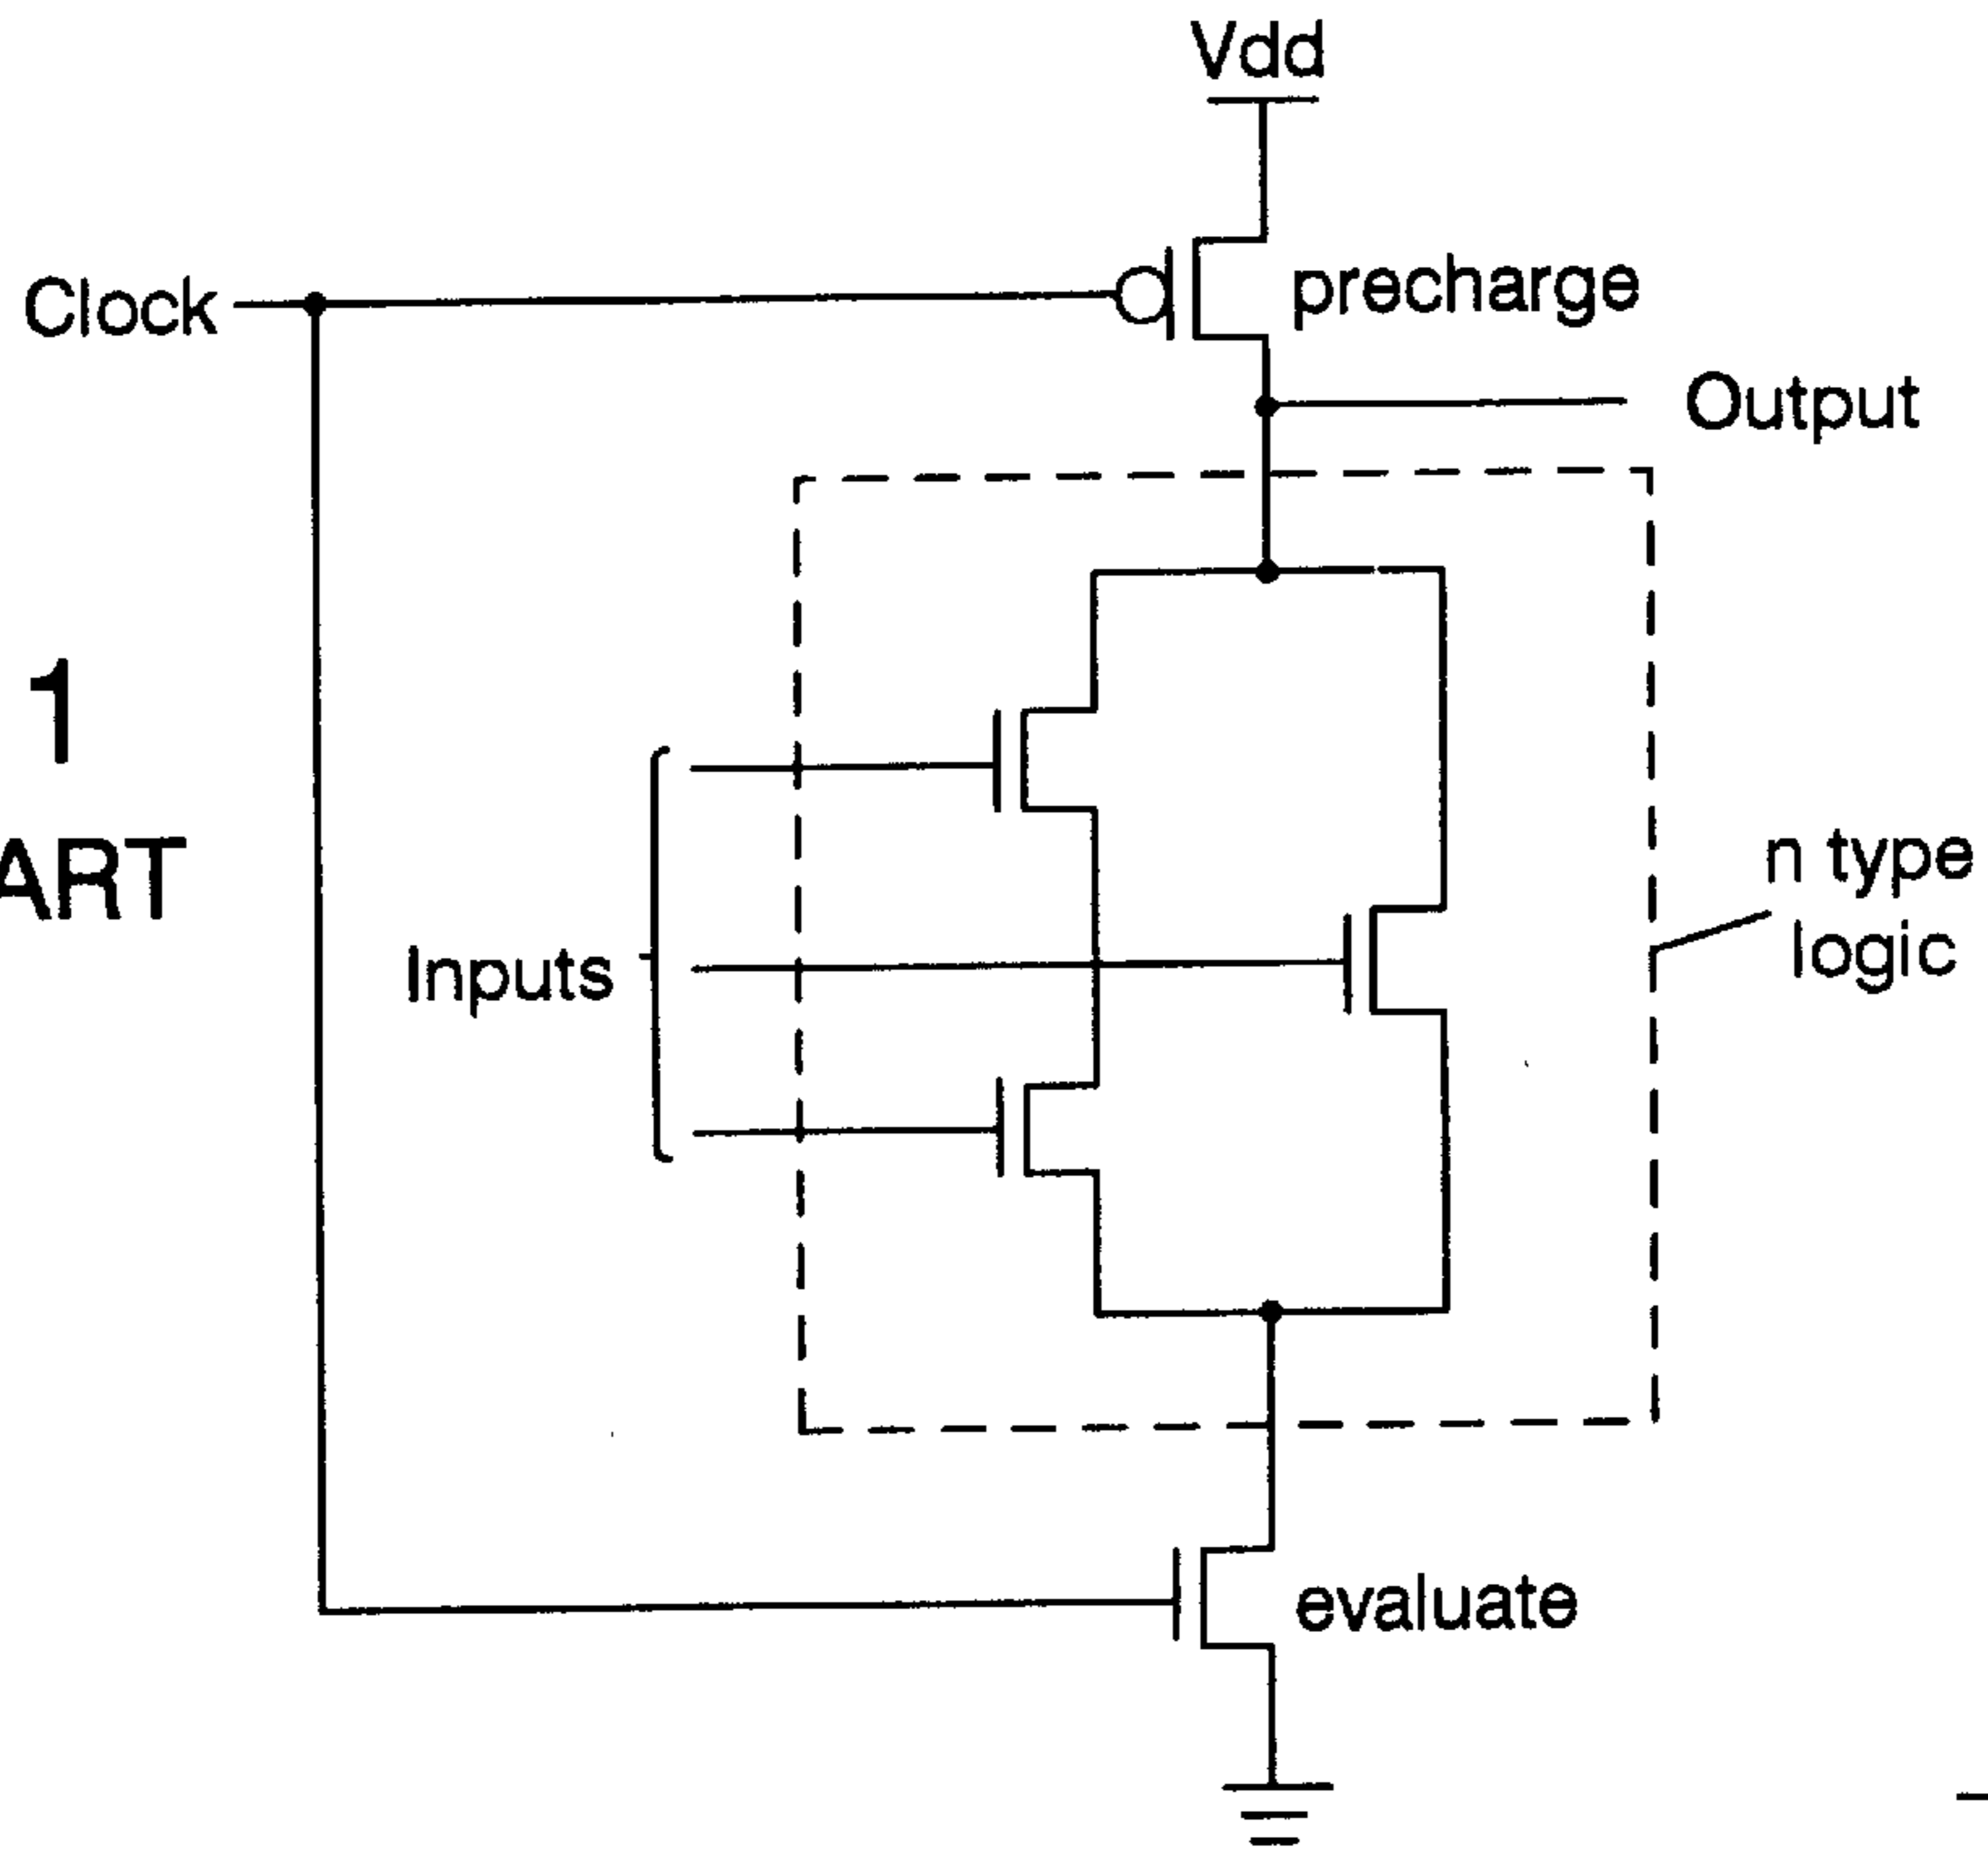 Vdd
Clock
precharge
Output
1
ART
n type
logic
Inputs
evaluate